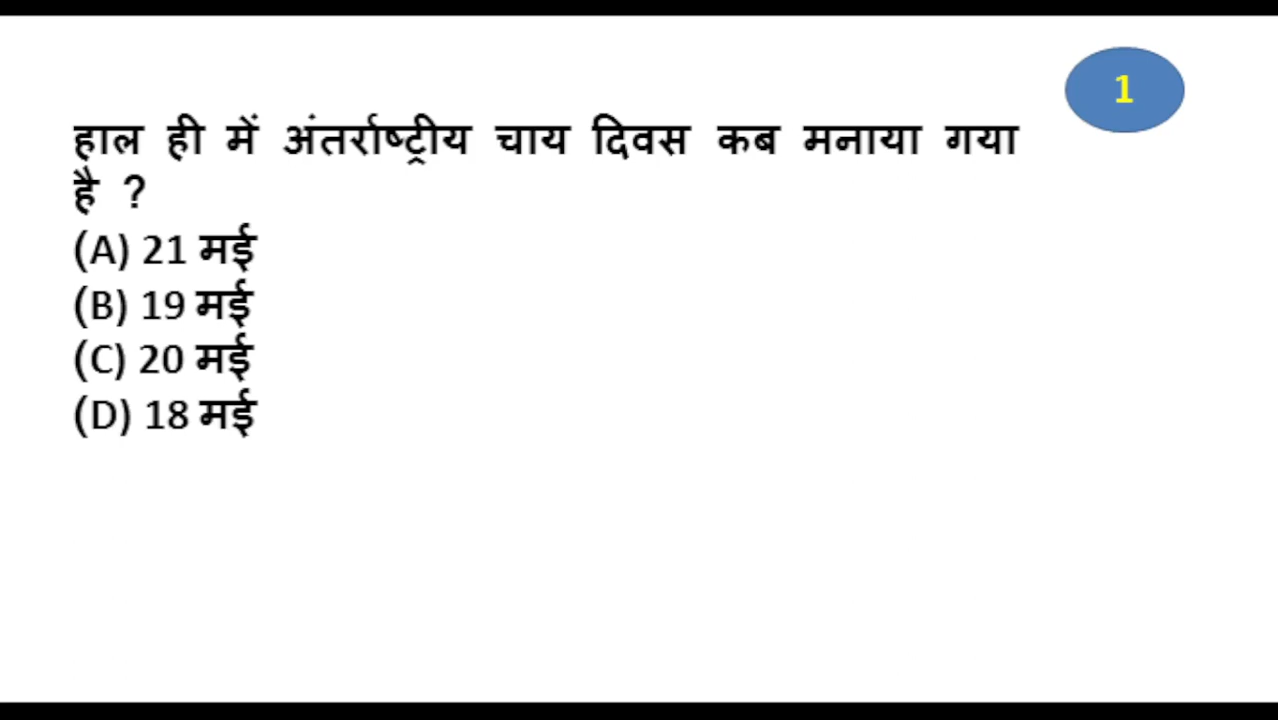 1
हाल ही में अंतर्राष्ट्रीय चाय दिवस कब मनाया गया
है ?
(A) 21 मई
(B) 19 मई
(C) 20 मई
(D) 18 मई